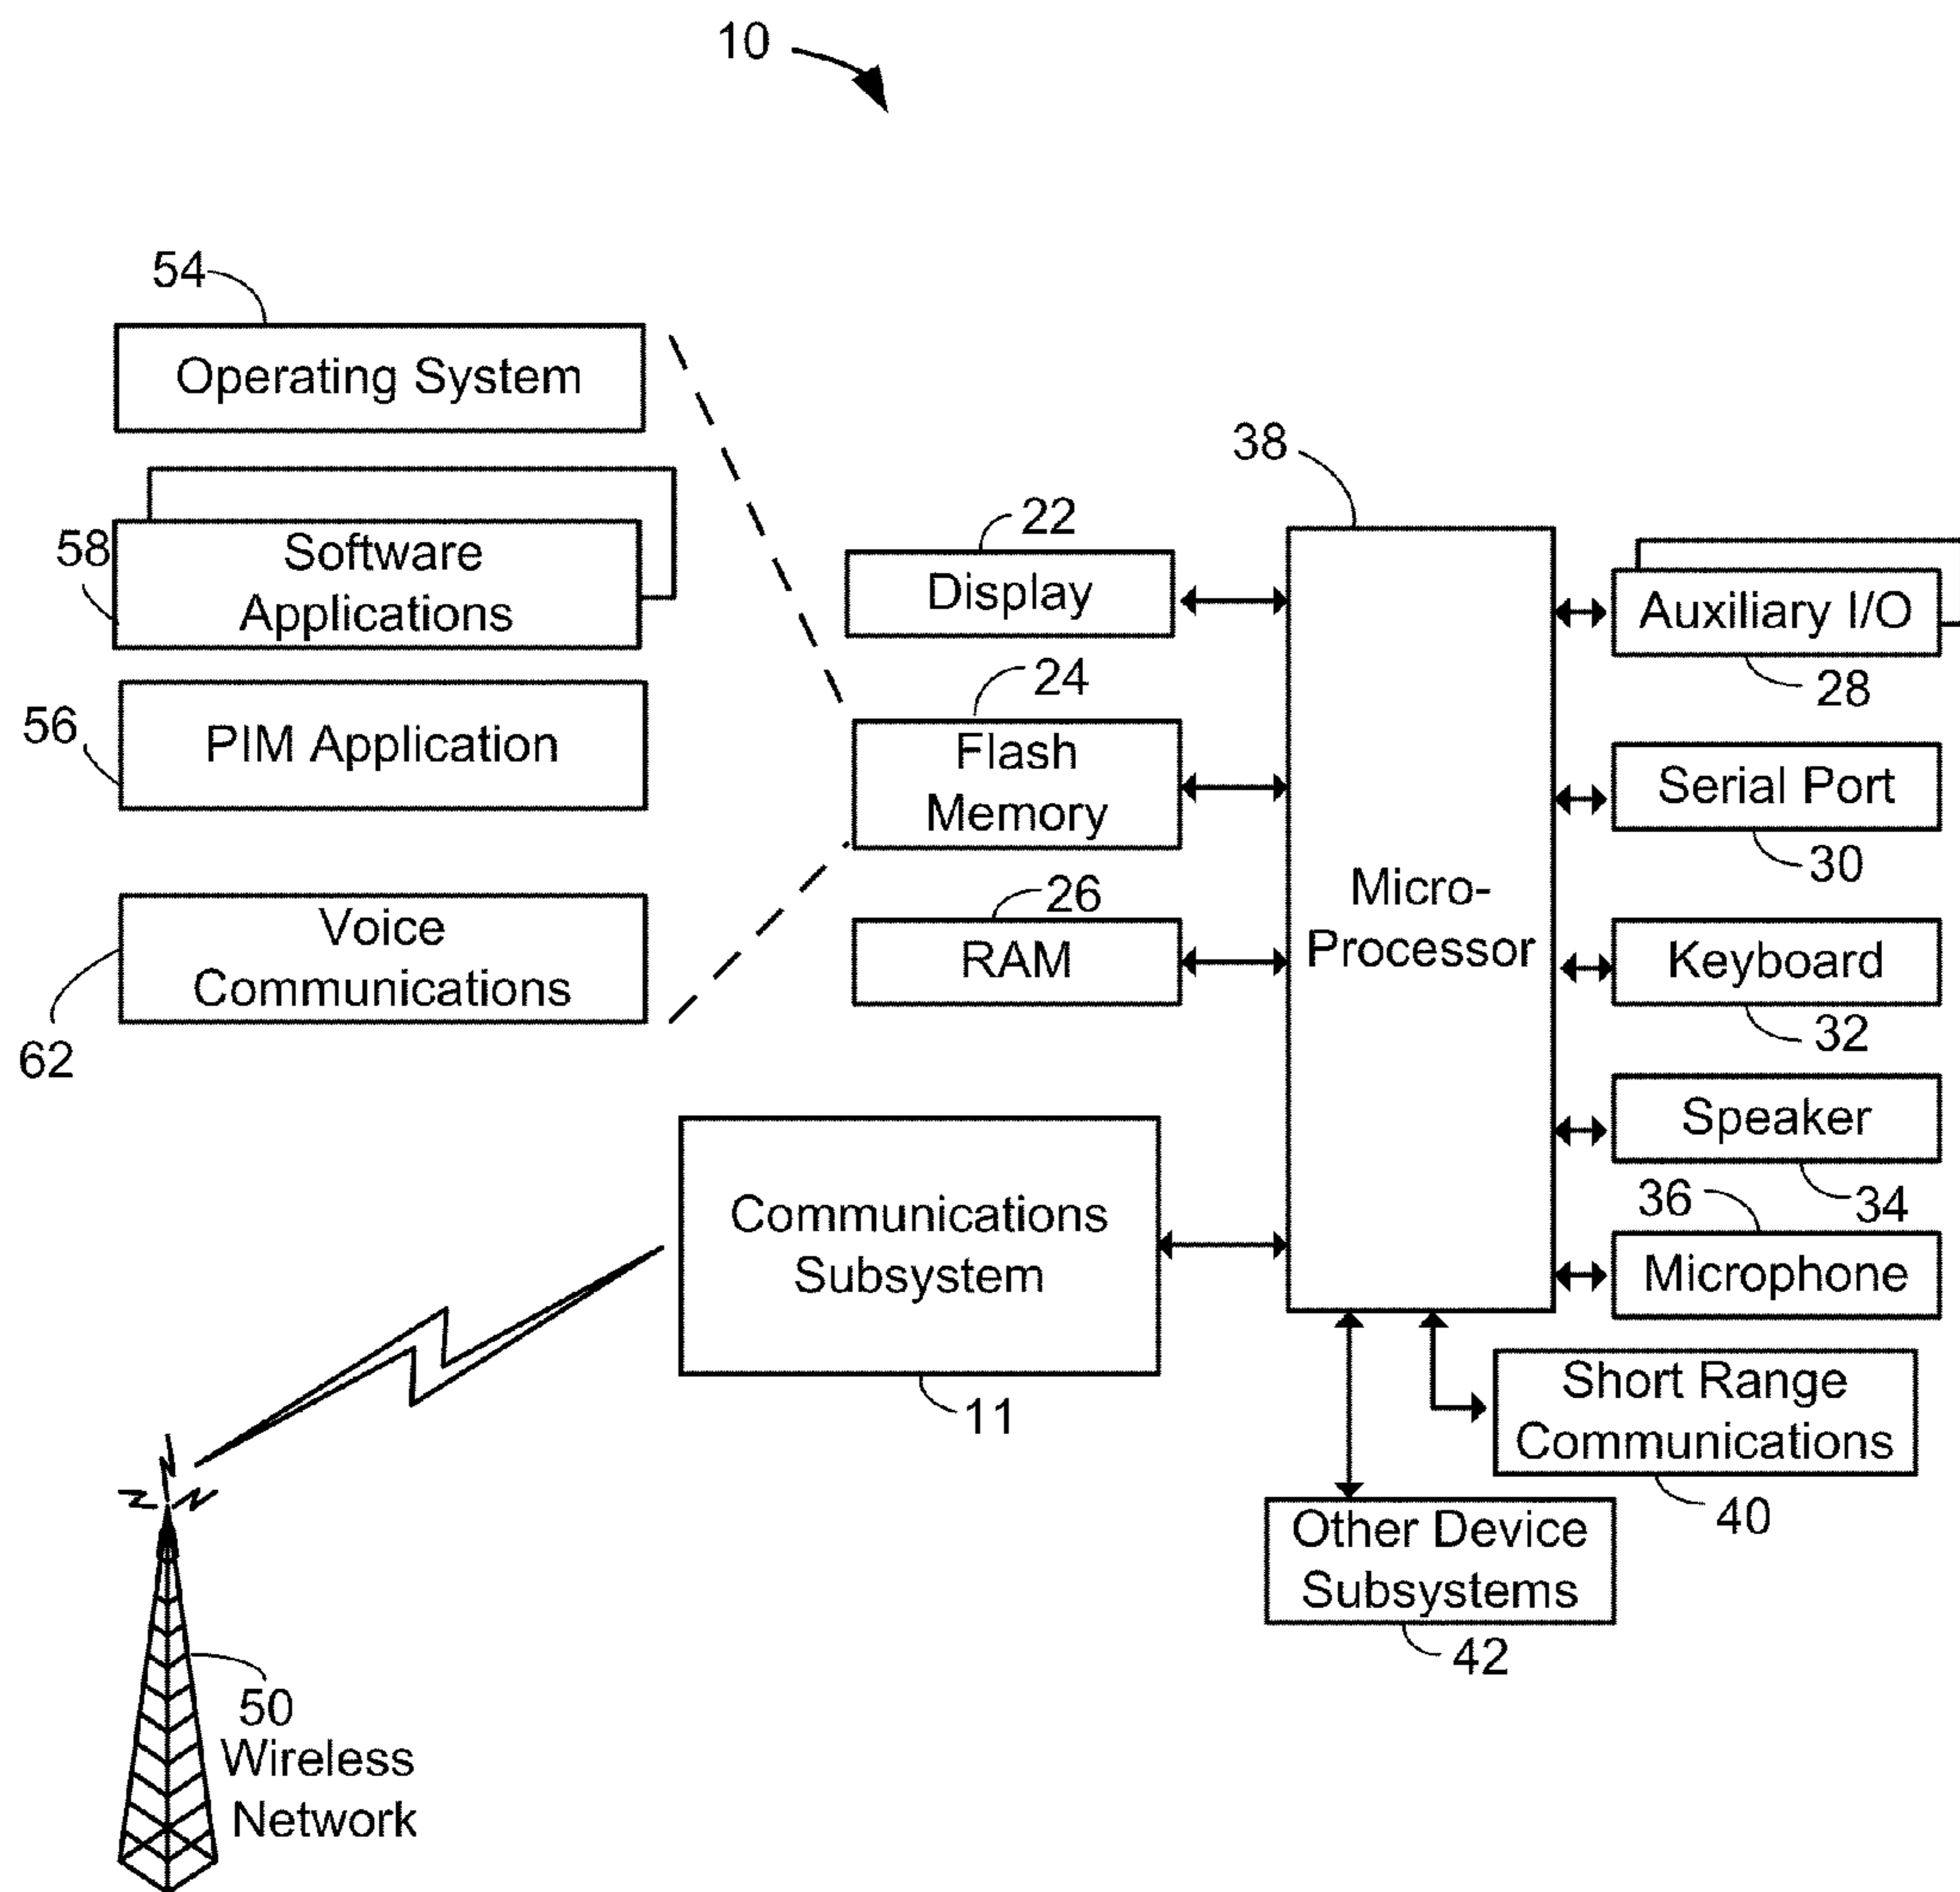 10
54
Operating System
58
Software
Applications
56
PIM Application
62
Voice
Communications
22
Display
24
Flash
Memory
26
RAM
38
Micro-
Processor
Auxiliary I/O
28
Serial Port
30
Keyboard
32
Speaker
34
36
Microphone
Communications
Subsystem
11
Short Range
Communications
40
Other Device
Subsystems
42
50
Wireless
Network